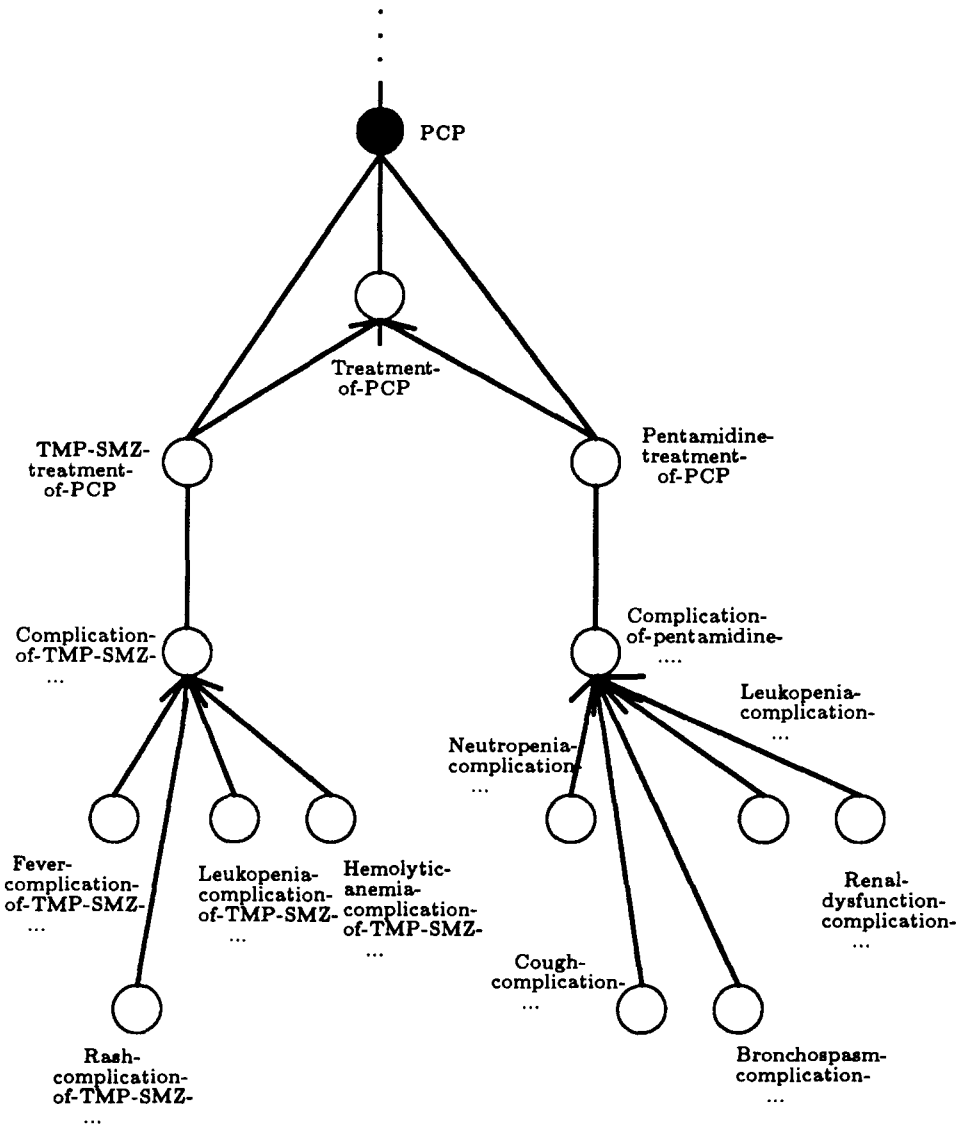 PCP
Treatment-
of-PCP
TMP-SMZ-
treatment-
of-PCP
Pentamidine-
treatment-
of-PCP
Complication-
of-TMP-SMZ-
...
Complication-
of-pentamidine-
....
Leukopenia-
complication-
...
Neutropenia-
complication-
...
Fever-
complication-
of-TMP-SMZ-
...
Leukopenia-
complication-
of-TMP-SMZ-
...
Hemolytic-
anemia-
complication-
of-TMP-SMZ-
...
Renal-
dysfunction-
complication-
...
Cough-
complication-
...
Rash-
complication-
of-TMP-SMZ-
...
Bronchospasm-
complication-
...